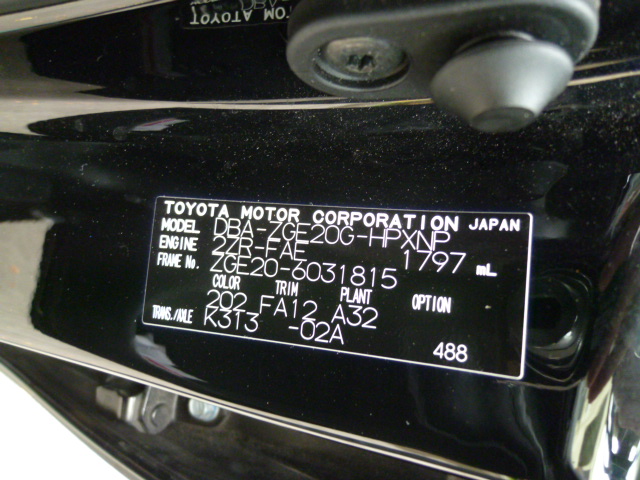 TOYOTA MOTOR CORPORATION JAPAN
MODEL DBA-ZGE20G-HPXNP
ENGINE 2ZR-FAE 1797 mL
FRAME No. ZGE20-6031815
COLOR TRIM PLANT OPTION
202 FA12 A32
TRANS./AXLE K313 -02A
488